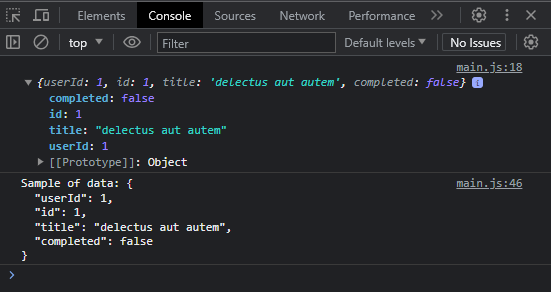 Elements Console Sources Network Performance
top Filter Default levels No Issues
main.js:18
{userId: 1, id: 1, title: 'delectus aut autem', completed: false} i
completed: false
id: 1
title: "delectus aut autem"
userId: 1
[[Prototype]]: Object
Sample of data: { main.js:46
"userId": 1,
"id": 1,
"title": "delectus aut autem",
"completed": false
}